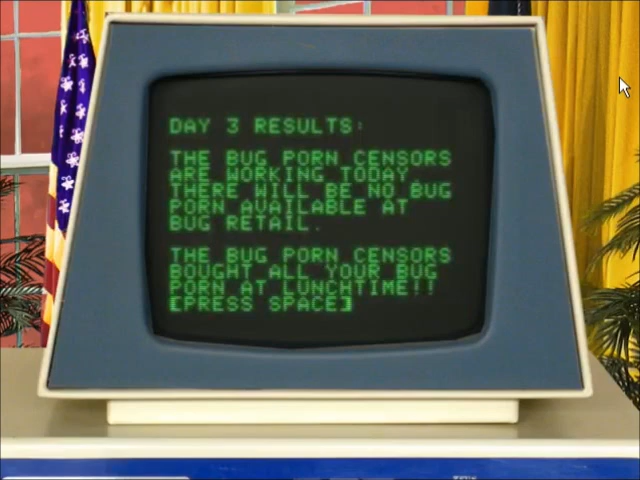 DAY 3 RESULTS:
THE BUG PORN CENSORS
ARE WORKING TODAY.
THERE WILL BE NO BUG
PORN AVAILABLE AT
BUG RETAIL.
THE BUG PORN CENSORS
BOUGHT ALL YOUR BUG
PORN AT LUNCHTIME!!
[PRESS SPACE]